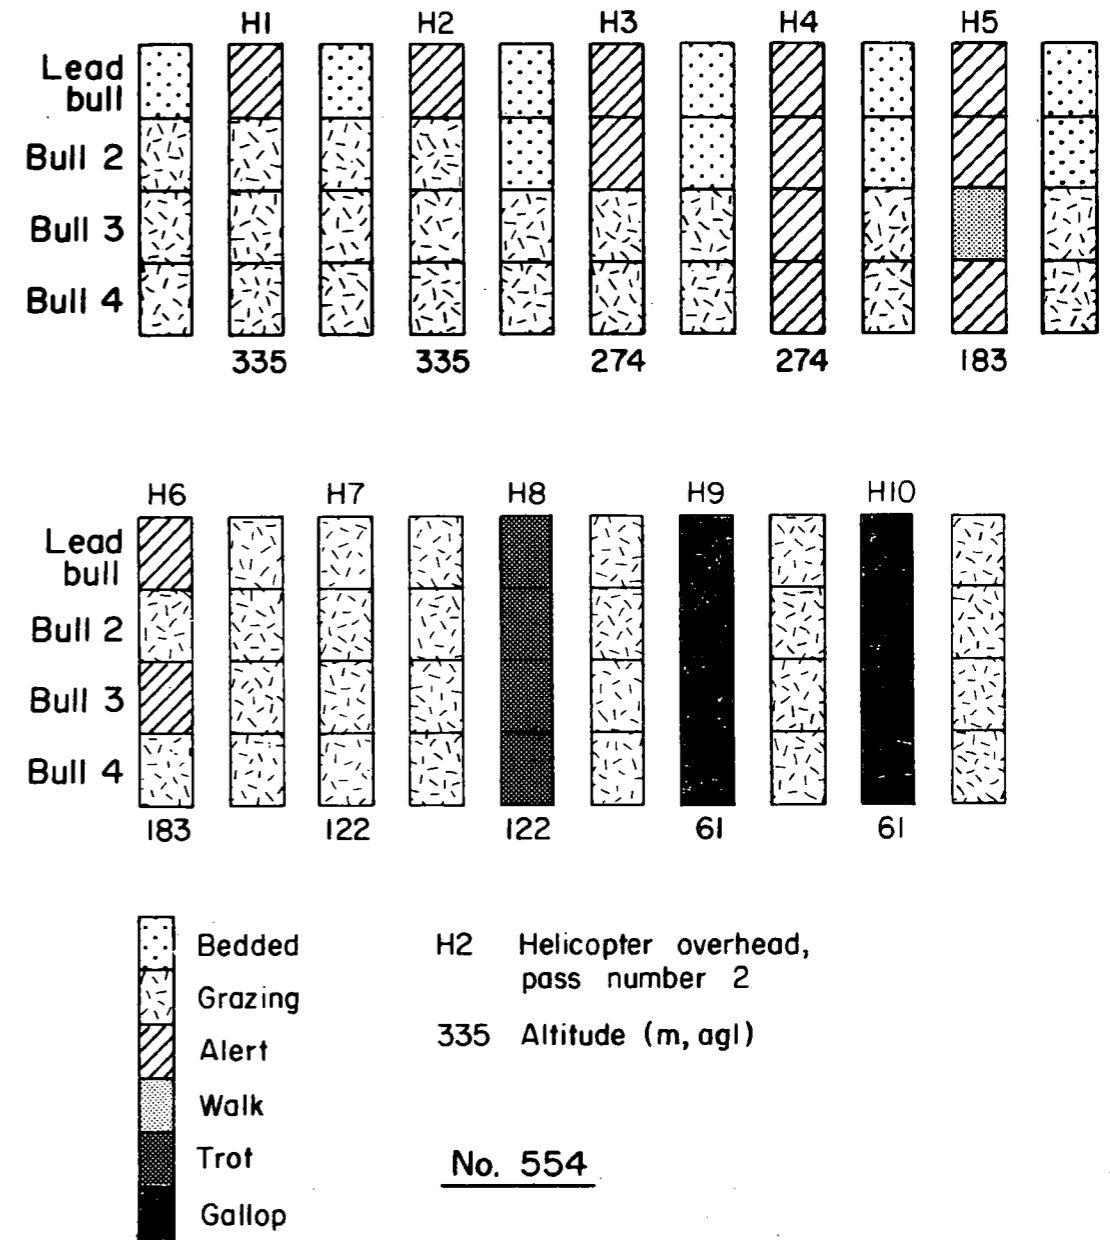 H1 H2 H3 H4 H5
Lead
bull
Bull 2
Bull 3
Bull 4
335 335 274 274 183
H6 H7 H8 H9 H10
Lead
bull
Bull 2
Bull 3
Bull 4
183 122 122 61 61
Bedded
Grazing
Alert
Walk
Trot
Gallop
H2 Helicopter overhead,
pass number 2
335 Altitude (m, agl)
No. 554